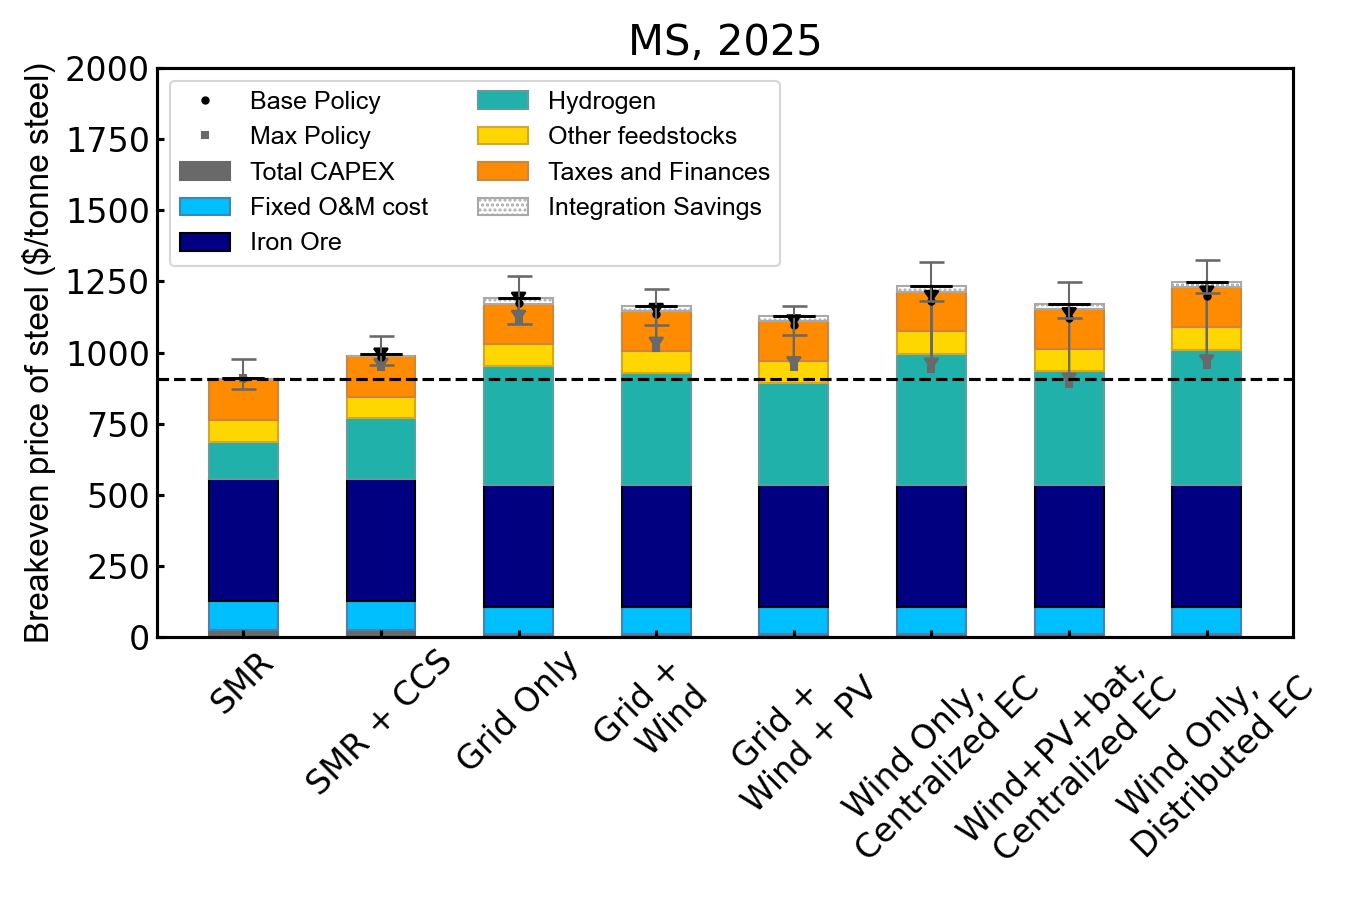 MS, 2025
Breakeven price of steel ($/tonne steel)
2000
1750
1500
1250
1000
750
500
250
0
Base Policy
Max Policy
Total CAPEX
Fixed O&M cost
Iron Ore
Hydrogen
Other feedstocks
Taxes and Finances
Integration Savings
SMR
SMR + CCS
Grid Only
Grid +
Wind
Grid +
Wind + PV
Wind Only,
Centralized EC
Wind+PV+bat,
Centralized EC
Wind Only,
Distributed EC